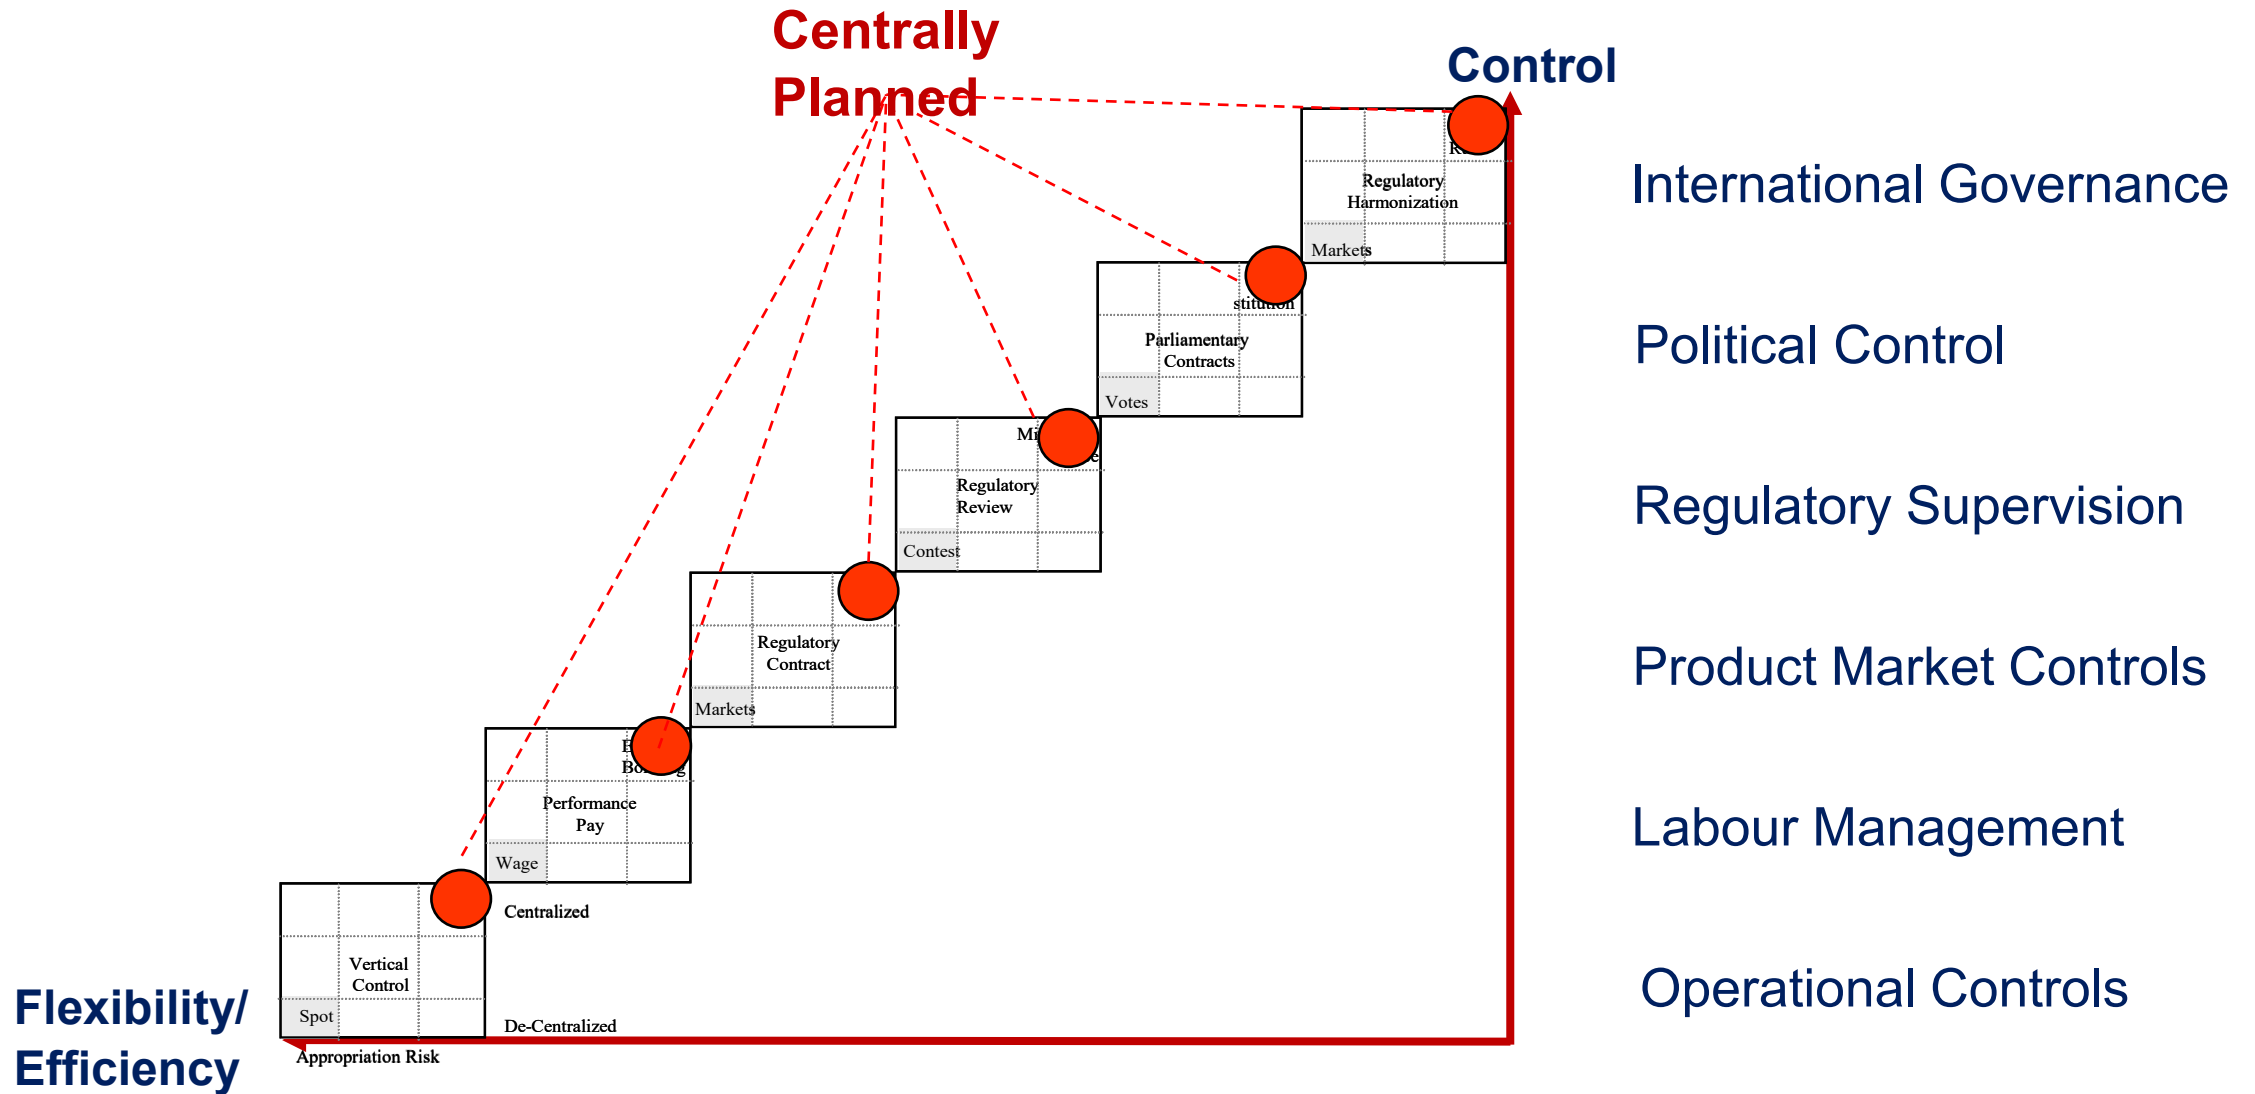 Centrally
Planned
Control
Regulatory
Harmonization
Markets
International Governance
Parliamentary
Contracts
Votes
Political Control
Regulatory
Review
Contest
Regulatory Supervision
Regulatory
Contract
Markets
Product Market Controls
Performance
Pay
Wage
Labour Management
Centralized
Vertical
Control
Spot
De-Centralized
Operational Controls
Flexibility/
Efficiency
Appropriation Risk